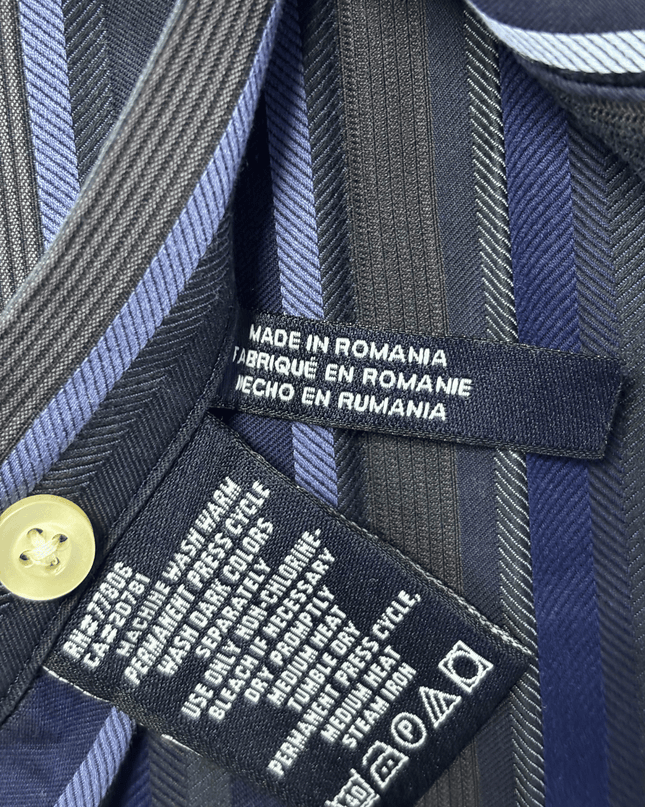 MADE IN ROMANIA
FABRIQUÉ EN ROMANIE
HECHO EN RUMANIA
RN# 77806
CA# 20781
MACHINE WASH WARM
PERMANENT PRESS CYCLE
WASH DARK COLORS
SEPARATELY
USE ONLY NON-CHLORINE-
BLEACH IF NECESSARY
DRY PROMPTLY
MEDIUM HEAT
TUMBLE DRY
PERMANENT PRESS CYCLE,
MEDIUM HEAT
STEAM IRON
40